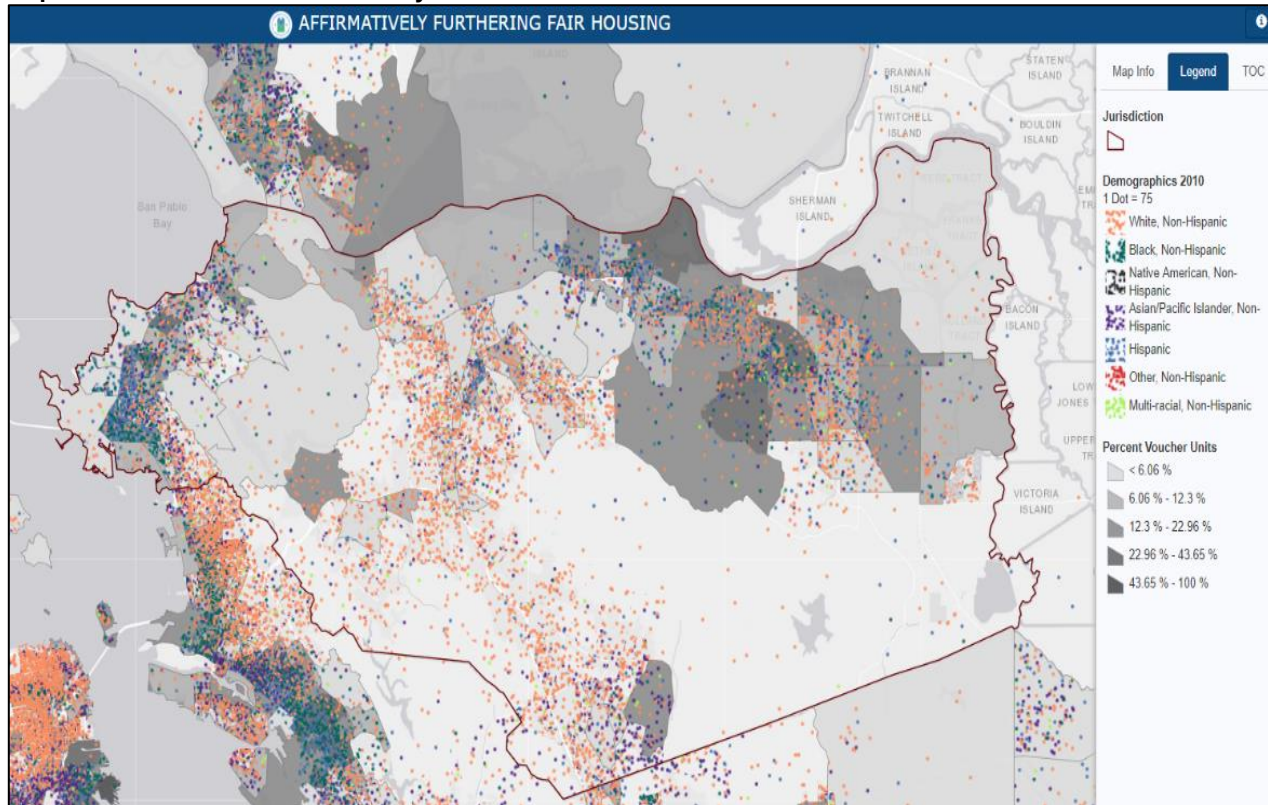 AFFIRMATIVELY FURTHERING FAIR HOUSING
Map Info
Legend
TOC
Jurisdiction
Demographics 2010
1 Dot = 75
White, Non-Hispanic
Black, Non-Hispanic
Native American, Non-
Hispanic
Asian/Pacific Islander, Non-
Hispanic
Hispanic
Other, Non-Hispanic
Multi-racial, Non-Hispanic
Percent Voucher Units
< 6.06 %
6.06 % - 12.3 %
12.3 % - 22.96 %
22.96 % - 43.65 %
43.65 % - 100 %
ISLAND
BRANNAN
ISLAND
STATEN
ISLAND
TWITCHELL
ISLAND
BOULDIN
ISLAND
SHERMAN
ISLAND
San Pablo
Bay
BACON
ISLAND
VICTORIA
ISLAND